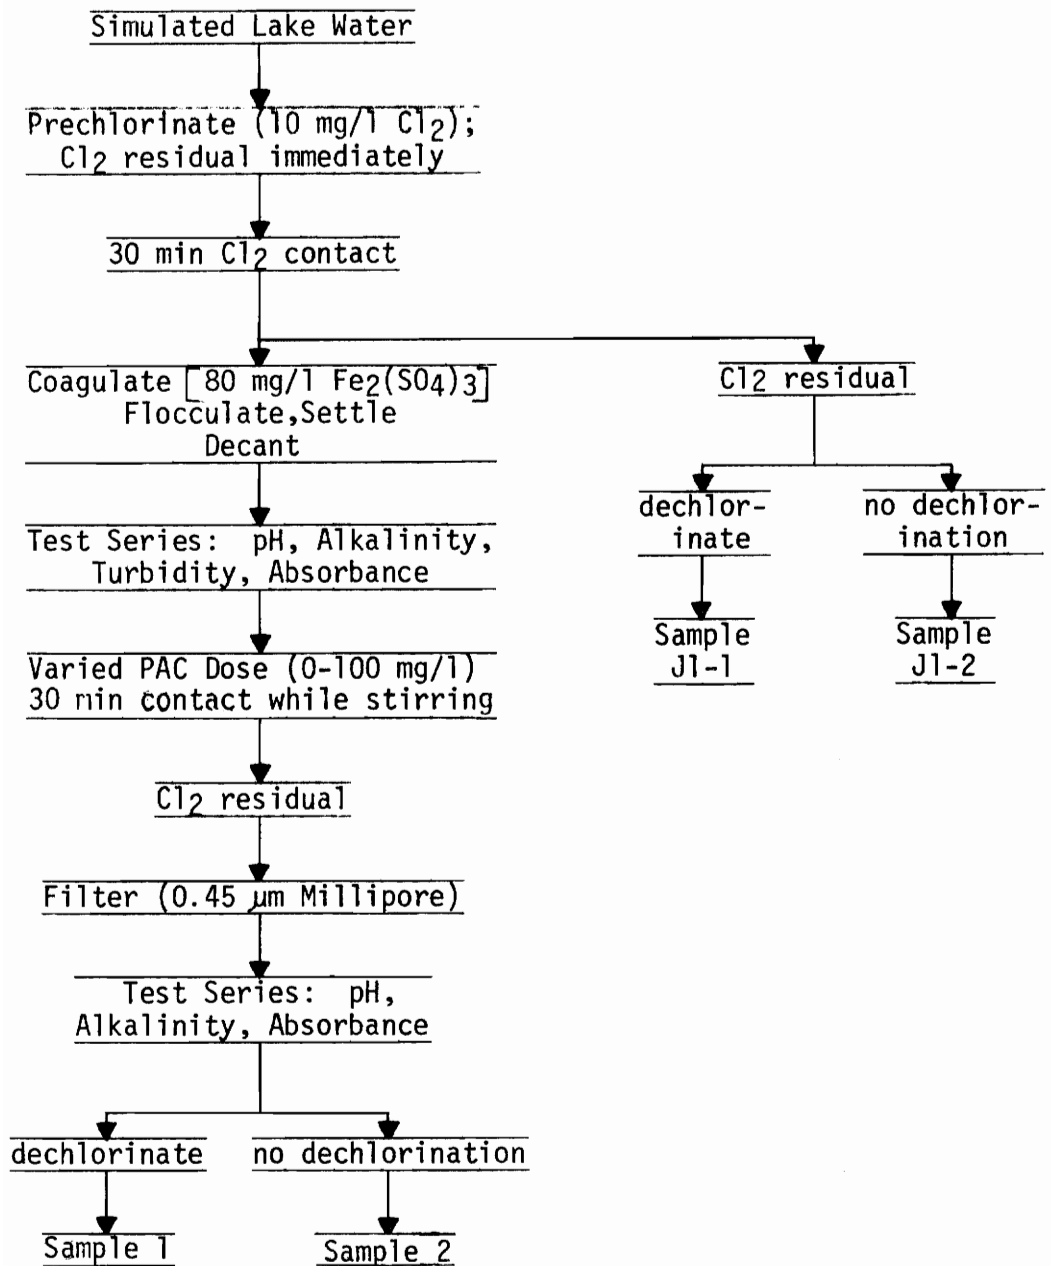 Simulated Lake Water
Prechlorinate (10 mg/l Cl2);
Cl2 residual immediately
30 min Cl2 contact
Coagulate [80 mg/l Fe2(SO4)3]
Flocculate,Settle
Decant
Test Series: pH, Alkalinity,
Turbidity, Absorbance
Varied PAC Dose (0-100 mg/l)
30 min contact while stirring
Cl2 residual
Filter (0.45 µm Millipore)
Test Series: pH,
Alkalinity, Absorbance
dechlorinate
Sample 1
no dechlorination
Sample 2
Cl2 residual
dechlor-
inate
Sample
J1-1
no dechlor-
ination
Sample
J1-2